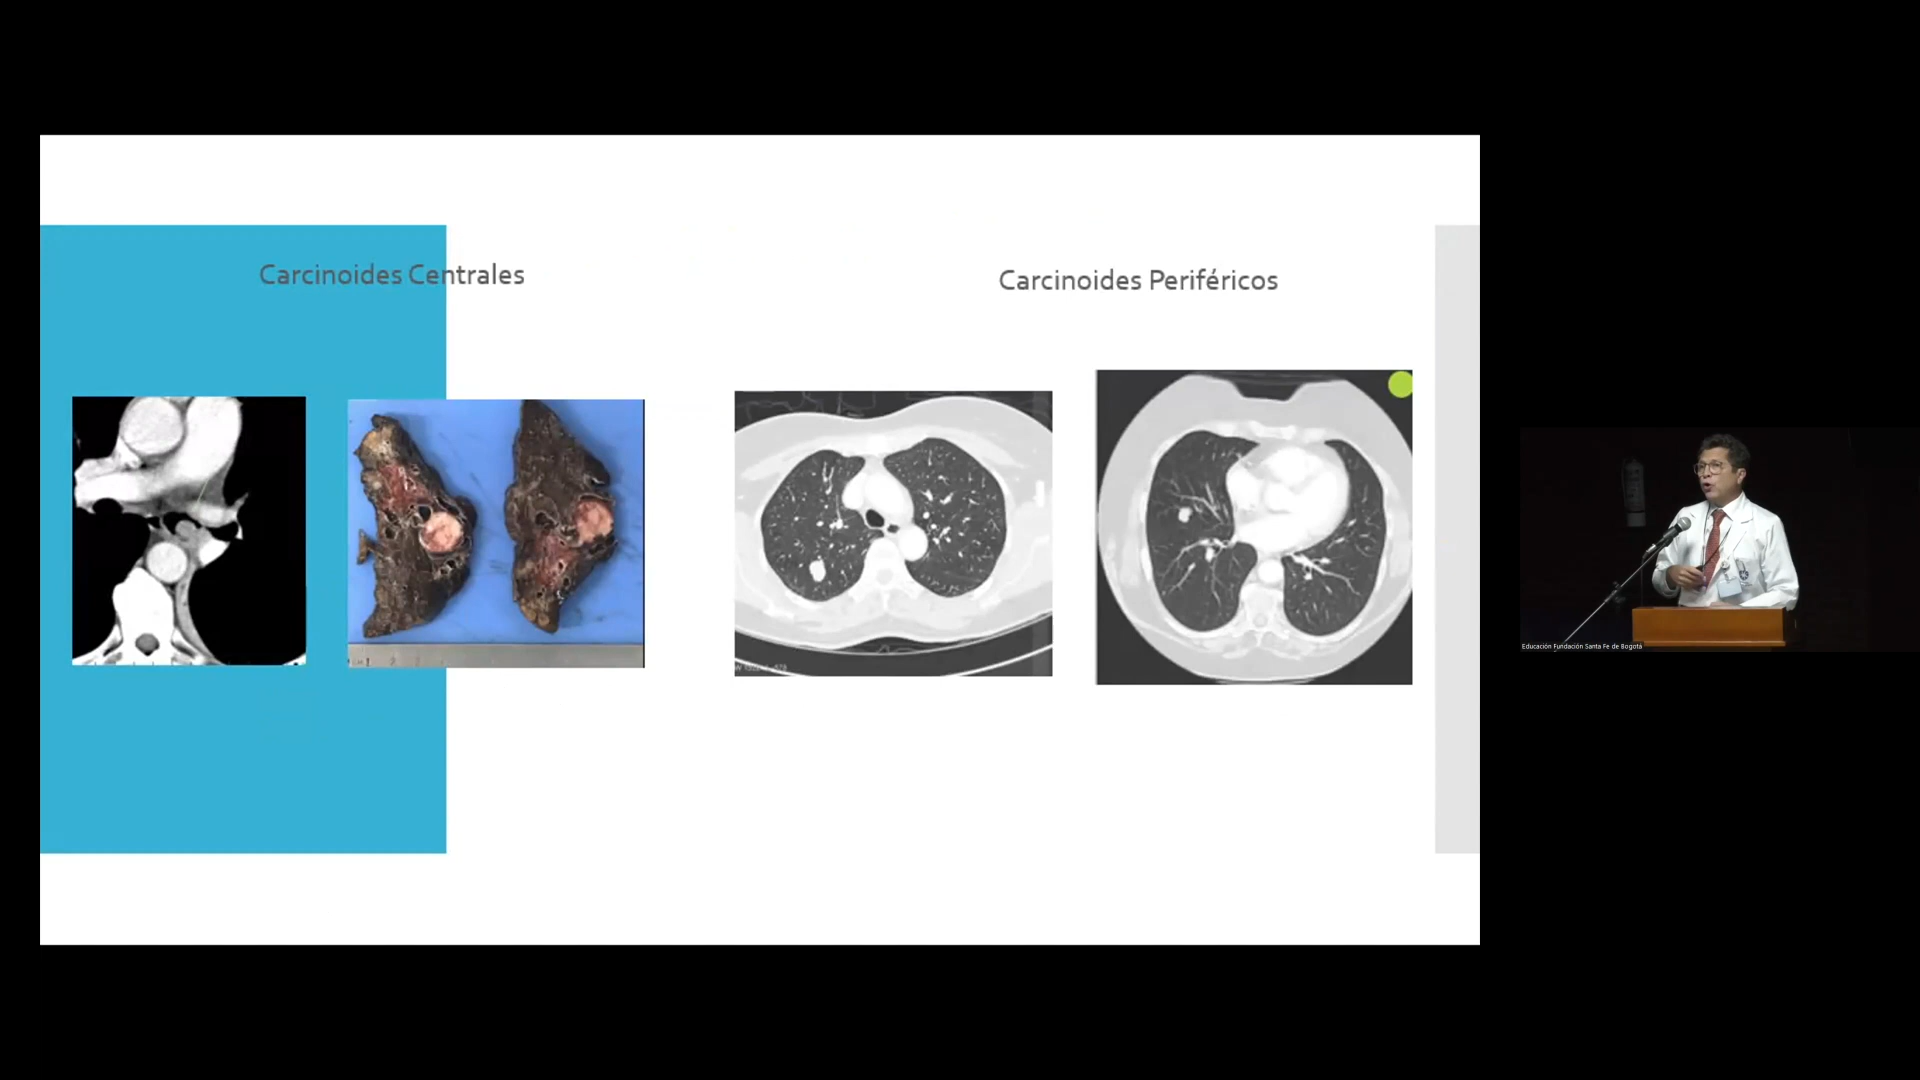 Carcinoides Centrales
Carcinoides Periféricos
Educación Fundación Santa Fe de Bogotá